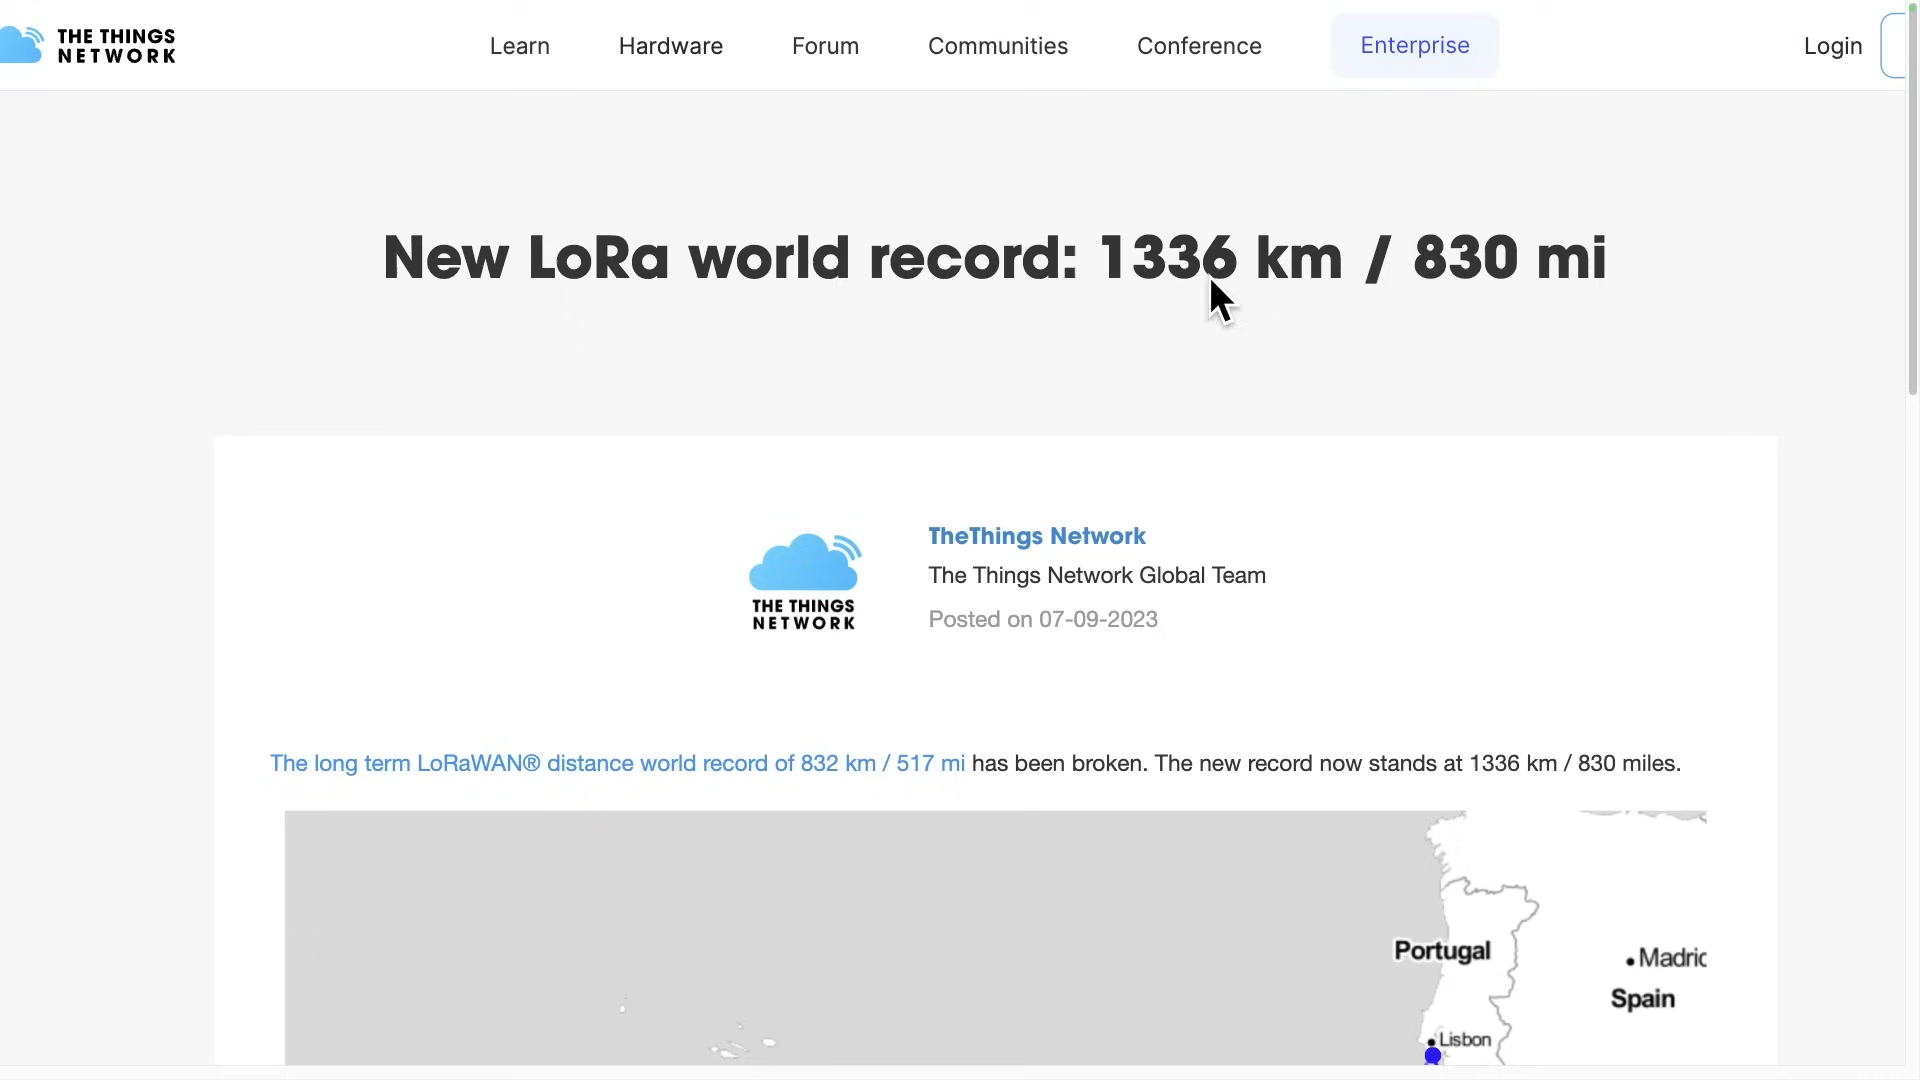 THE THINGS
NETWORK
Learn
Hardware
Forum
Communities
Conference
Enterprise
Login
New LoRa world record: 1336 km / 830 mi
THE THINGS
NETWORK
TheThings Network
The Things Network Global Team
Posted on 07-09-2023
The long term LoRaWAN® distance world record of 832 km / 517 mi has been broken. The new record now stands at 1336 km / 830 miles.
Portugal
Madric
Spain
Lisbon